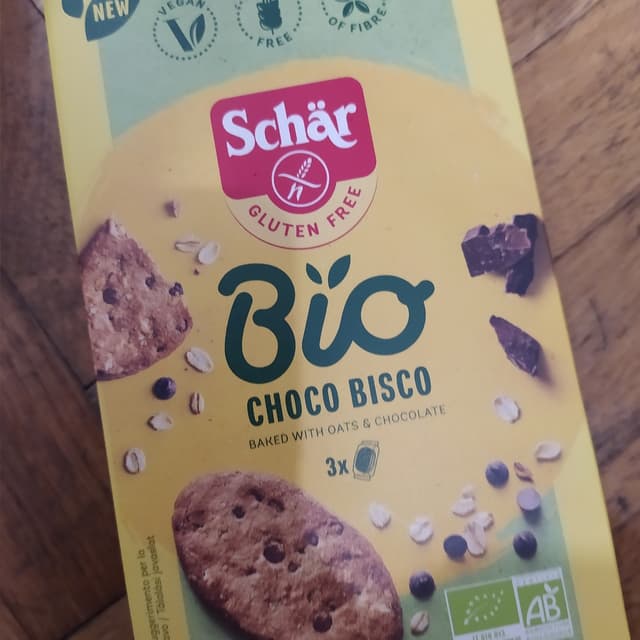 NEW
VEGAN
FREE
OF FIBRE
Schär
GLUTEN FREE
Bio
CHOCO BISCO
BAKED WITH OATS & CHOCOLATE
3x
AB